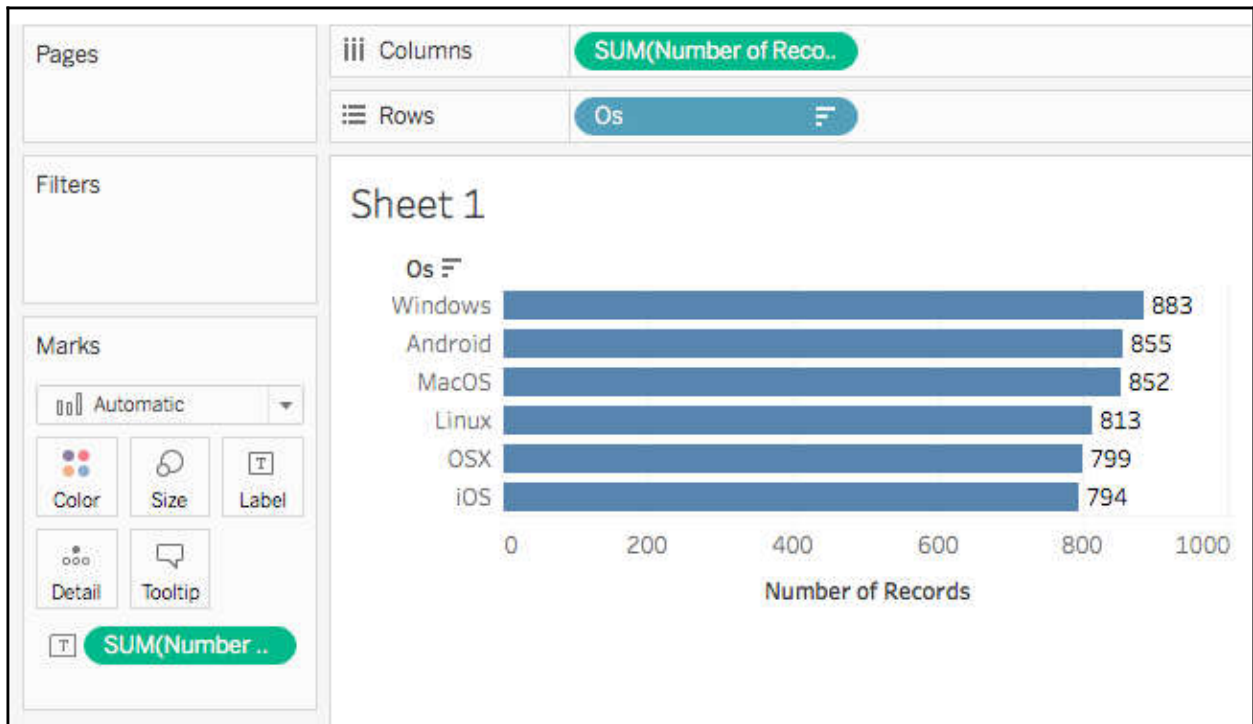 Pages
Columns
SUM(Number of Reco..
Rows
Os
Filters
Sheet 1
Os
Windows 883
Android 855
MacOS 852
Linux 813
OSX 799
iOS 794
0 200 400 600 800 1000
Number of Records
Marks
Automatic
Color Size T Label
Detail Tooltip
T SUM(Number ..